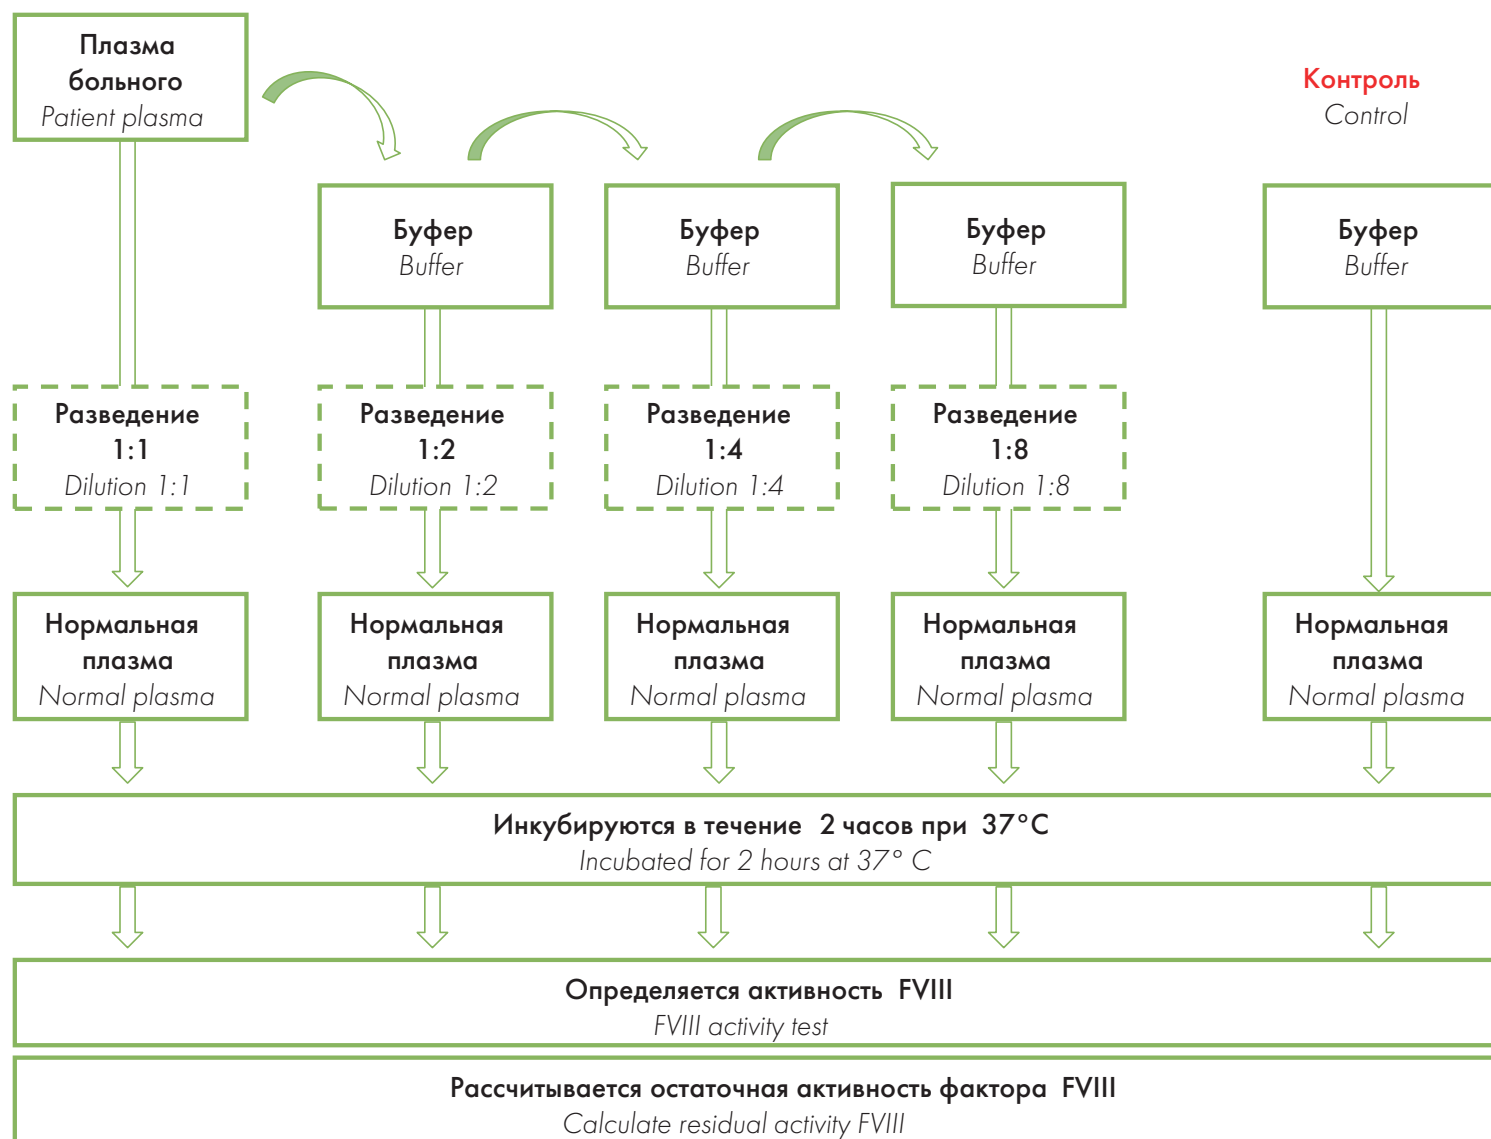 Плазма
больного
Patient plasma
Контроль
Control
Буфер
Buffer
Буфер
Buffer
Буфер
Buffer
Буфер
Buffer
Разведение
1:1
Dilution 1:1
Разведение
1:2
Dilution 1:2
Разведение
1:4
Dilution 1:4
Разведение
1:8
Dilution 1:8
Нормальная
плазма
Normal plasma
Нормальная
плазма
Normal plasma
Нормальная
плазма
Normal plasma
Нормальная
плазма
Normal plasma
Нормальная
плазма
Normal plasma
Инкубируются в течение 2 часов при 37°C
Incubated for 2 hours at 37° C
Определяется активность FVIII
FVIII activity test
Рассчитывается остаточная активность фактора FVIII
Calculate residual activity FVIII